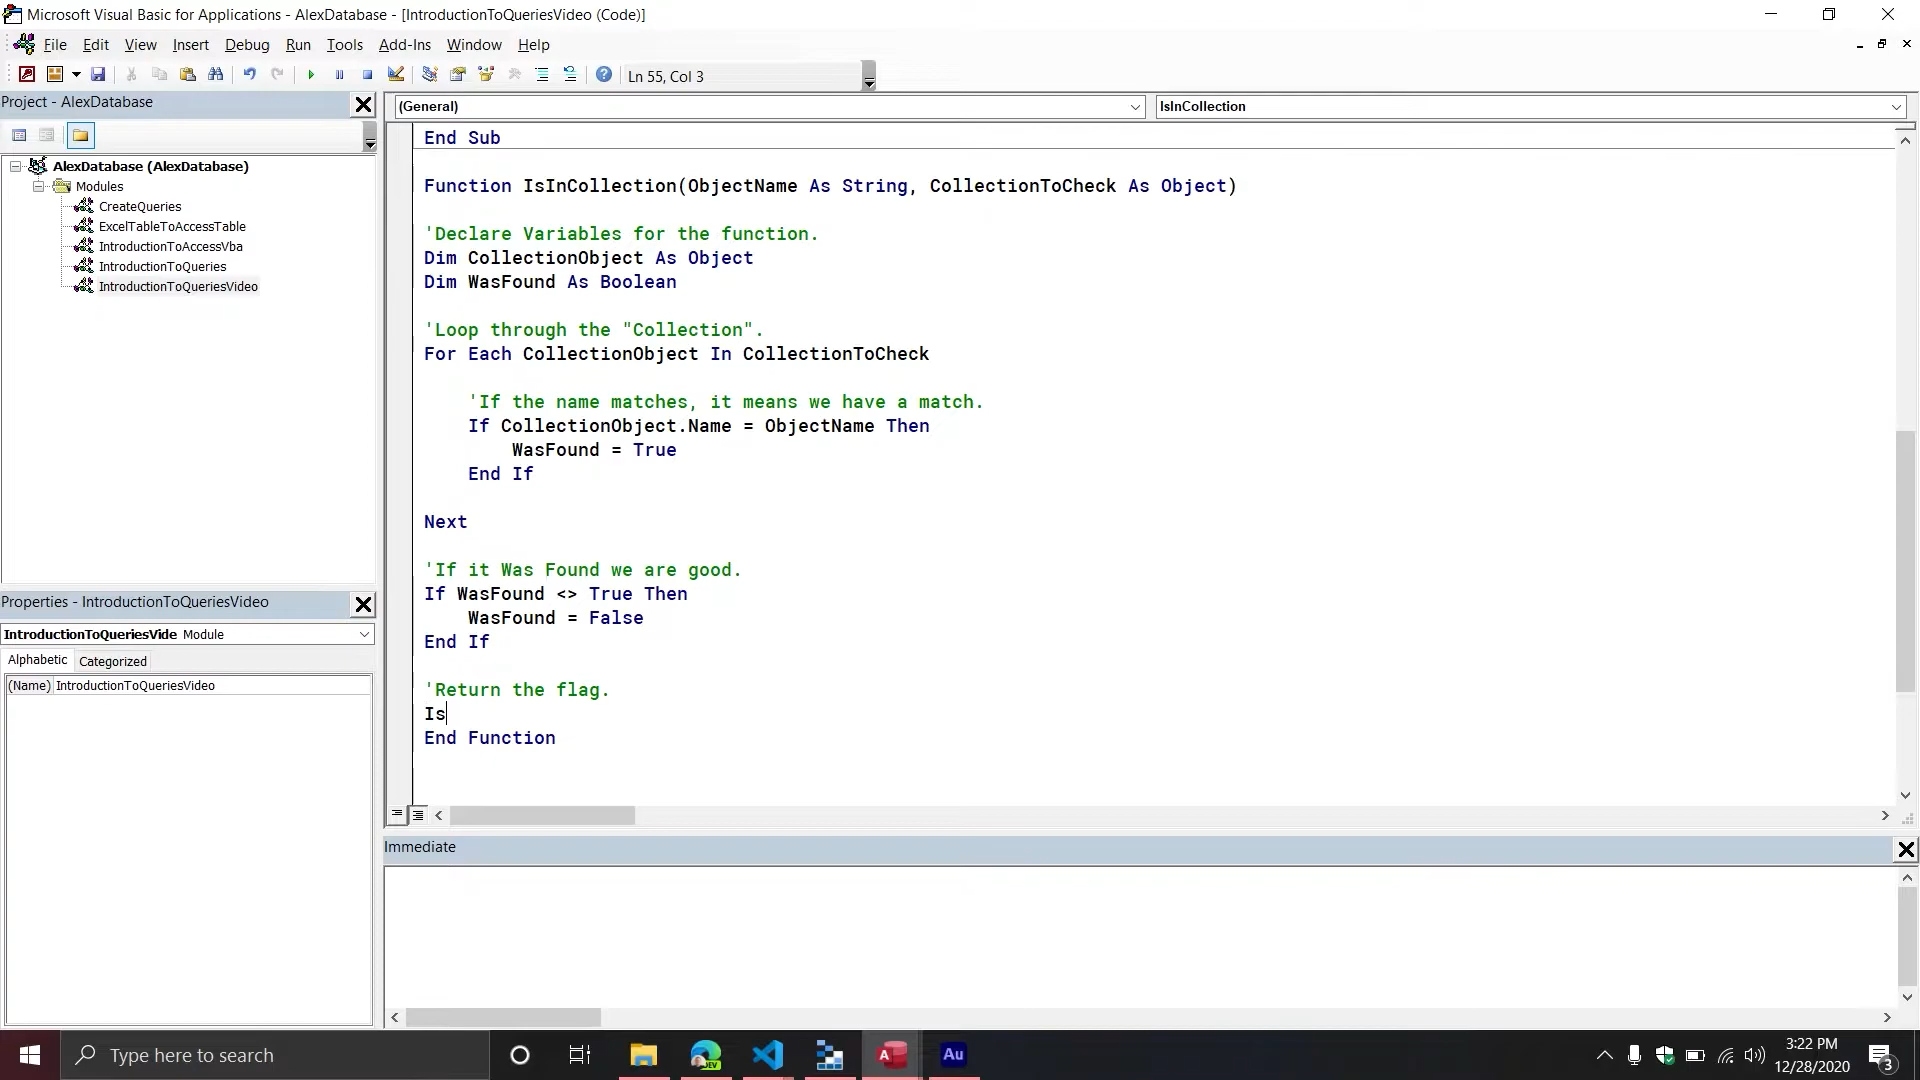 Microsoft Visual Basic for Applications - AlexDatabase - [IntroductionToQueriesVideo (Code)]
File Edit View Insert Debug Run Tools Add-Ins Window Help
Ln 55, Col 3
Project - AlexDatabase
AlexDatabase (AlexDatabase)
Modules
CreateQueries
ExcelTableToAccessTable
IntroductionToAccessVba
IntroductionToQueries
IntroductionToQueriesVideo
Properties - IntroductionToQueriesVideo
IntroductionToQueriesVide Module
Alphabetic Categorized
(Name) IntroductionToQueriesVideo
(General) IsInCollection
End Sub
Function IsInCollection(ObjectName As String, CollectionToCheck As Object)
'Declare Variables for the function.
Dim CollectionObject As Object
Dim WasFound As Boolean
'Loop through the "Collection".
For Each CollectionObject In CollectionToCheck
'If the name matches, it means we have a match.
If CollectionObject.Name = ObjectName Then
WasFound = True
End If
Next
'If it Was Found we are good.
If WasFound <> True Then
WasFound = False
End If
'Return the flag.
Is
End Function
Immediate
Type here to search
DEV
A
Au
3:22 PM
12/28/2020
3